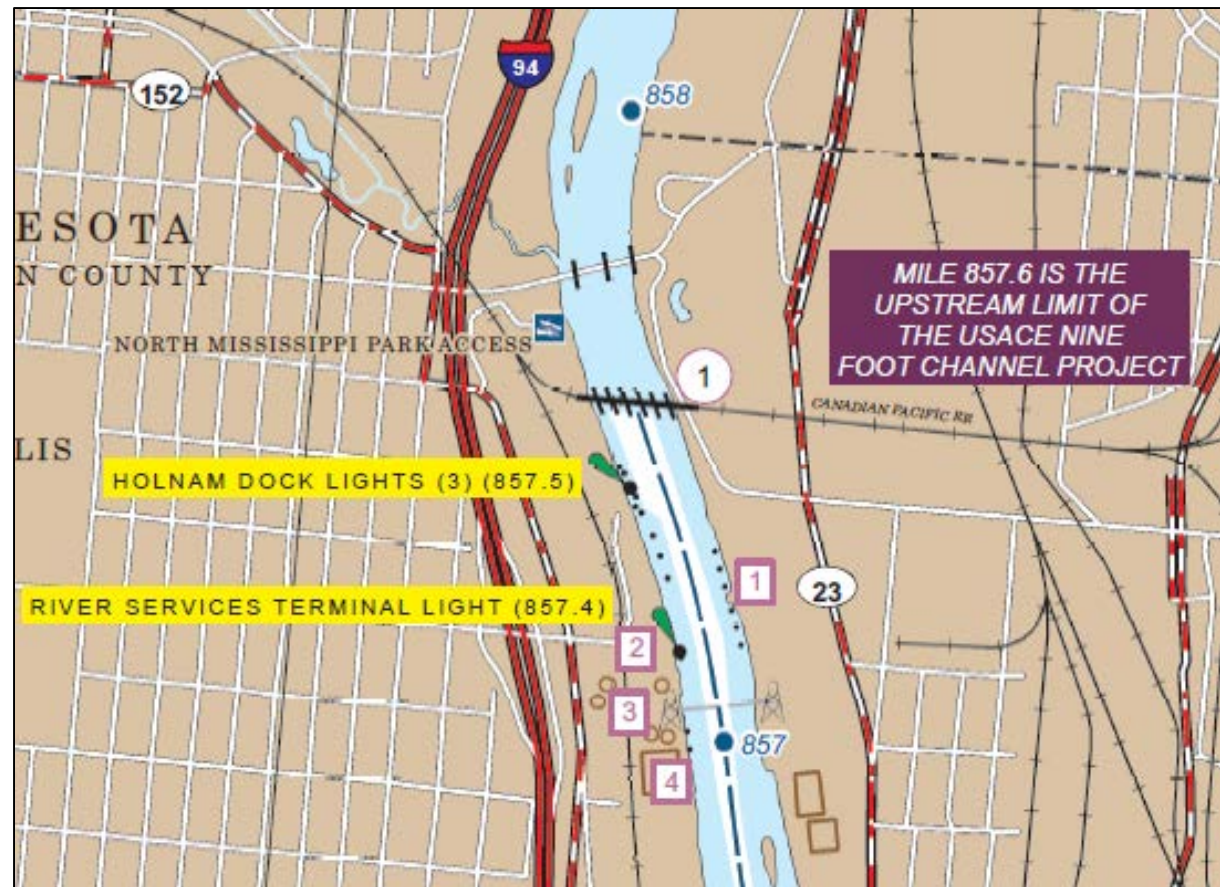 94
152
858
ESOTA
N COUNTY
MILE 857.6 IS THE
UPSTREAM LIMIT OF
THE USACE NINE
FOOT CHANNEL PROJECT
NORTH MISSISSIPPI PARK ACCESS
1
CANADIAN PACIFIC RR
LIS
HOLNAM DOCK LIGHTS (3) (857.5)
1
23
RIVER SERVICES TERMINAL LIGHT (857.4)
2
3
857
4